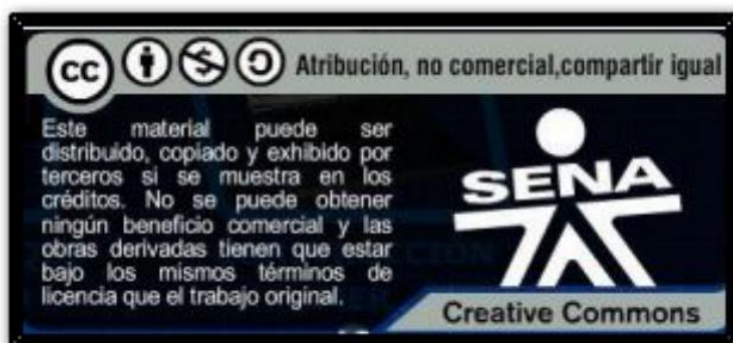 cc Atribución, no comercial,compartir igual
Este material puede ser
distribuido, copiado y exhibido por
terceros si se muestra en los
créditos. No se puede obtener
ningún beneficio comercial y las
obras derivadas tienen que estar
bajo los mismos términos de
licencia que el trabajo original.
SENA
Creative Commons